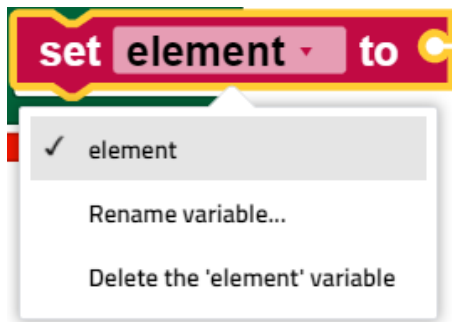 set element to
element
Rename variable...
Delete the 'element' variable